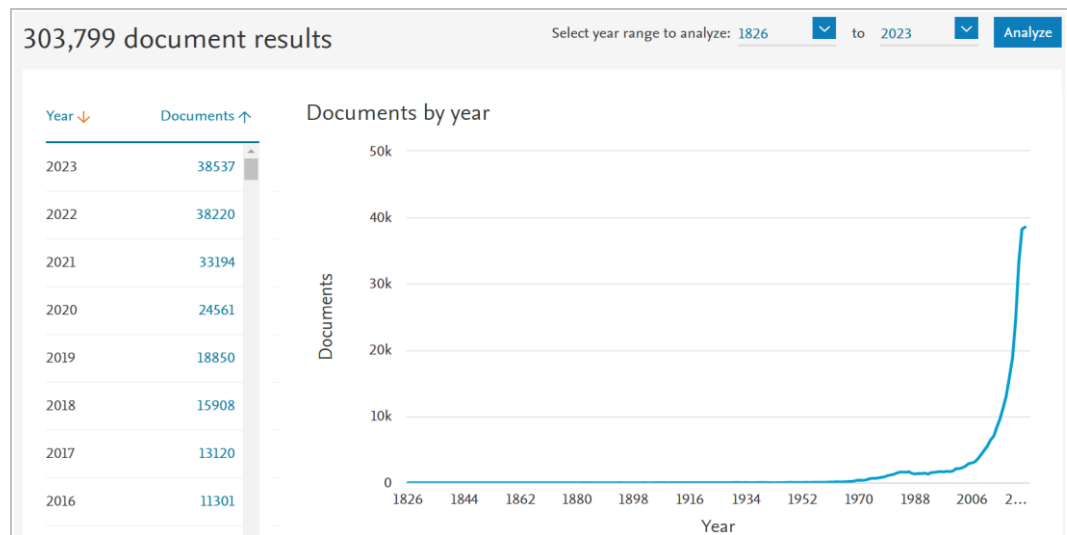 303,799 document results
Select year range to analyze: 1826 to 2023 Analyze
Year Documents
2023 38537
2022 38220
2021 33194
2020 24561
2019 18850
2018 15908
2017 13120
2016 11301
Documents by year
50k
40k
30k
20k
10k
0
Documents
1826 1844 1862 1880 1898 1916 1934 1952 1970 1988 2006 2...
Year